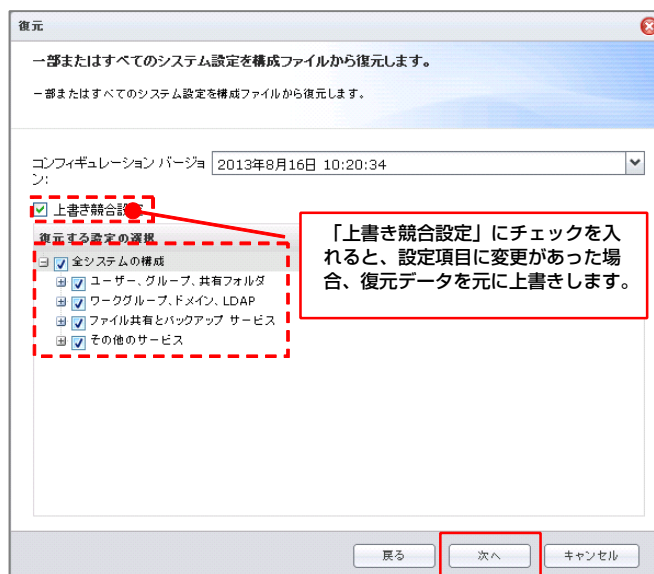 復元
一部またはすべてのシステム設定を構成ファイルから復元します。
一部またはすべてのシステム設定を構成ファイルから復元します。
コンフィギュレーション バージョ
ン:
2013年8月16日 10:20:34
上書き競合設定
復元する設定の選択
全システムの構成
ユーザー、グループ、共有フォルダ
ワークグループ、ドメイン、LDAP
ファイル共有とバックアップ サービス
その他のサービス
「上書き競合設定」にチェックを入
れると、設定項目に変更があった場
合、復元データを元に上書きします。
戻る
次へ
キャンセル